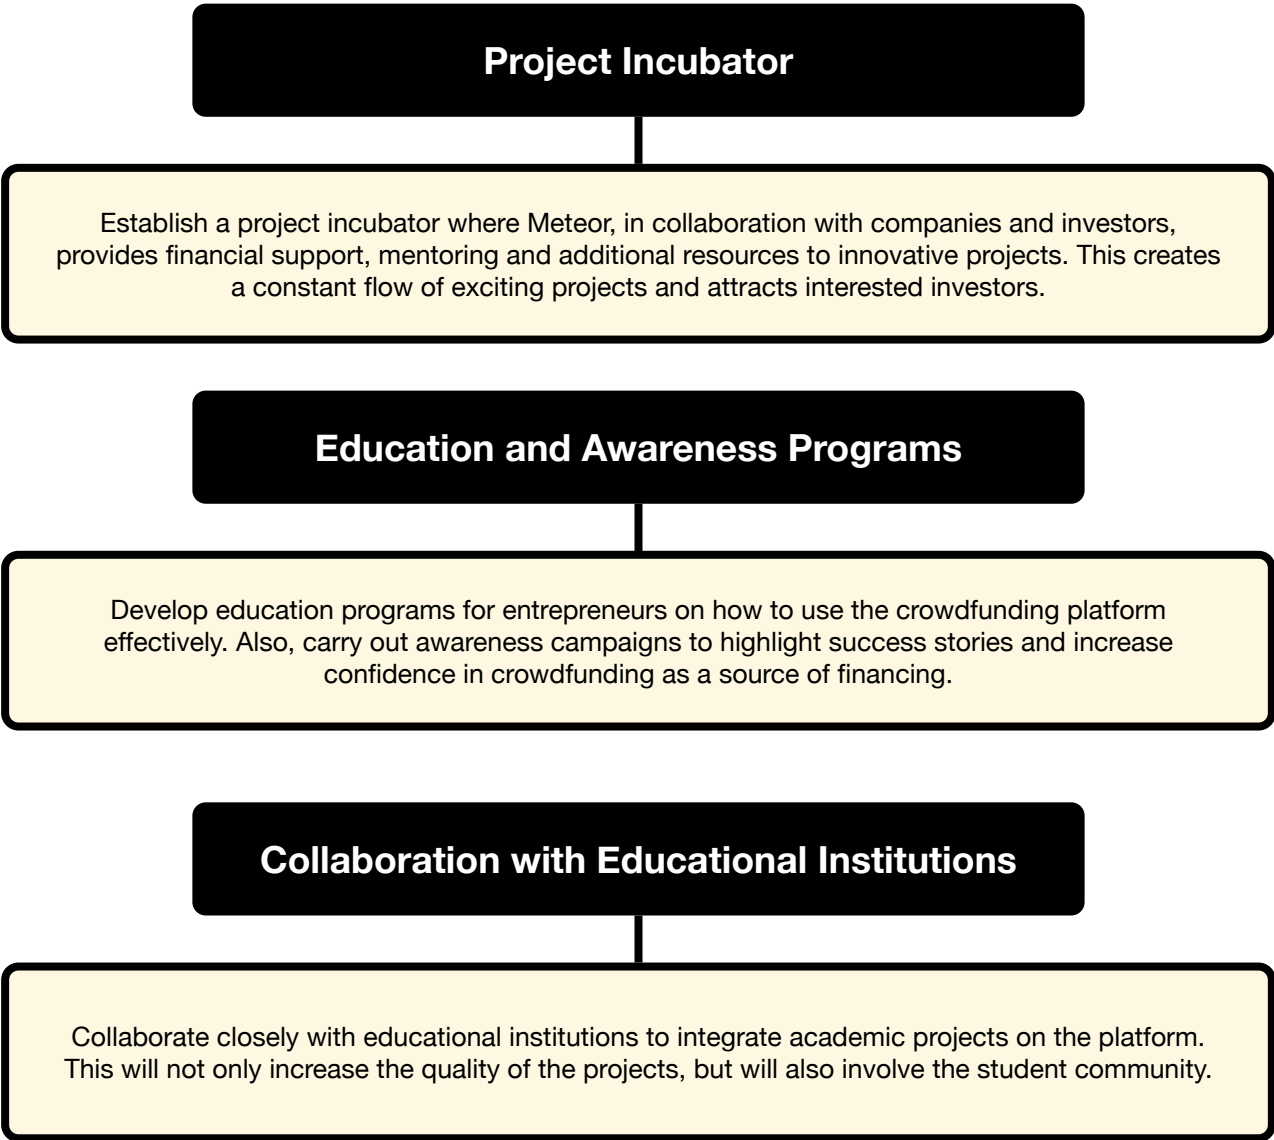 Project Incubator
Establish a project incubator where Meteor, in collaboration with companies and investors,
provides financial support, mentoring and additional resources to innovative projects. This creates
a constant flow of exciting projects and attracts interested investors.
Education and Awareness Programs
Develop education programs for entrepreneurs on how to use the crowdfunding platform
effectively. Also, carry out awareness campaigns to highlight success stories and increase
confidence in crowdfunding as a source of financing.
Collaboration with Educational Institutions
Collaborate closely with educational institutions to integrate academic projects on the platform.
This will not only increase the quality of the projects, but will also involve the student community.